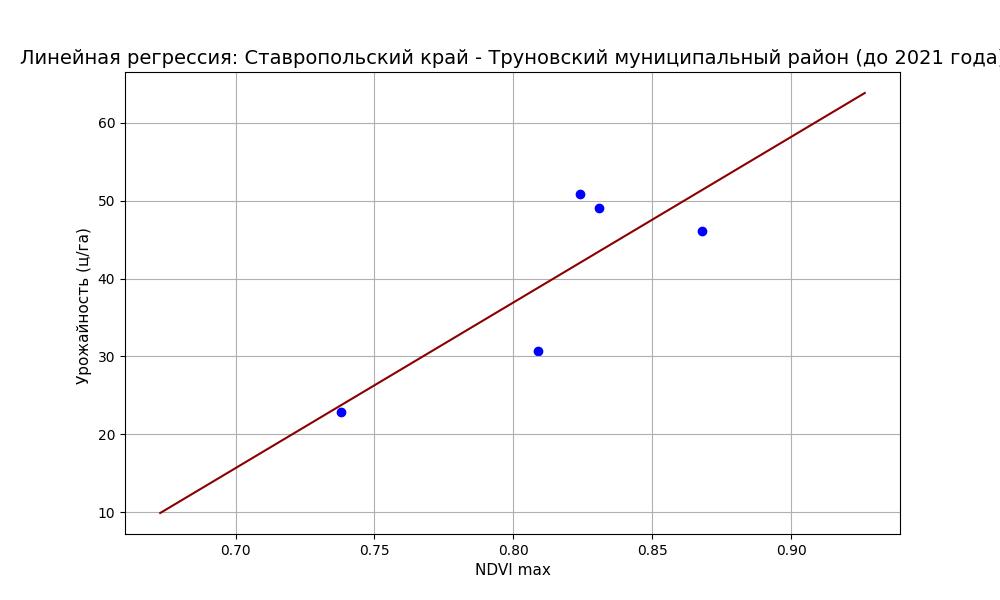 Линейная регрессия: Ставропольский край - Труновский муниципальный район (до 2021 года)
60
50
40
30
20
10
Урожайность (ц/га)
0.70 0.75 0.80 0.85 0.90
NDVI max